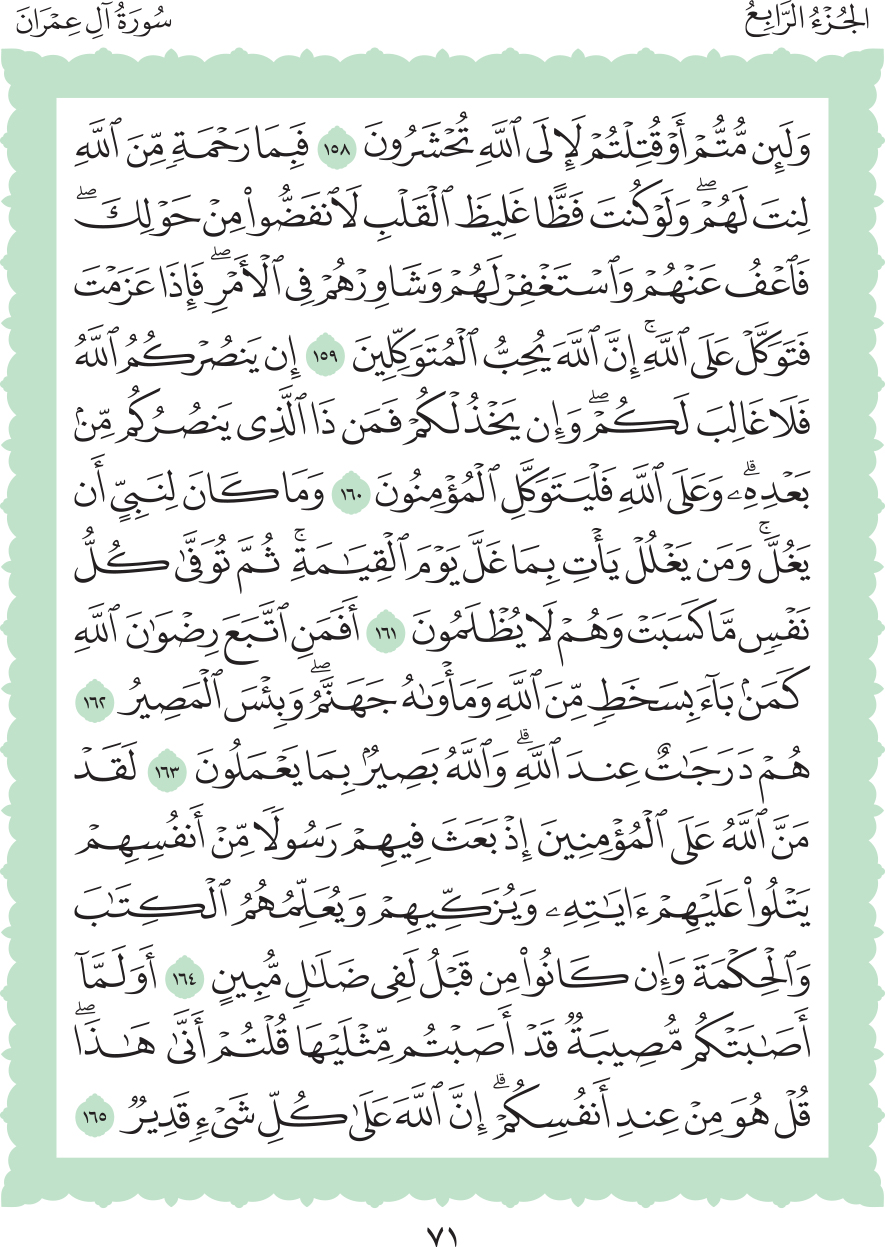 الجُزْءُ الرَّابِعُ
سُورَةُ آلِ عِمْرَانَ
وَلَئِن مُّتُّمْ أَوْ قُتِلْتُمْ لَإِلَى ٱللَّهِ تُحْشَرُونَ ١٥٨ فَبِمَا رَحْمَةٍ مِّنَ ٱللَّهِ
لِنتَ لَهُمْۖ وَلَوْ كُنتَ فَظًّا غَلِيظَ ٱلْقَلْبِ لَٱنفَضُّوا۟ مِنْ حَوْلِكَۖ
فَٱعْفُ عَنْهُمْ وَٱسْتَغْفِرْ لَهُمْ وَشَاوِرْهُمْ فِى ٱلْأَمْرِۖ فَإِذَا عَزَمْتَ
فَتَوَكَّلْ عَلَى ٱللَّهِۚ إِنَّ ٱللَّهَ يُحِبُّ ٱلْمُتَوَكِّلِينَ ١٥٩ إِن يَنصُرْكُمُ ٱللَّهُ
فَلَا غَالِبَ لَكُمْۖ وَإِن يَخْذُلْكُمْ فَمَن ذَا ٱلَّذِى يَنصُرُكُم مِّنۢ
بَعْدِهِۦۗ وَعَلَى ٱللَّهِ فَلْيَتَوَكَّلِ ٱلْمُؤْمِنُونَ ١٦٠ وَمَا كَانَ لِنَبِىٍّ أَن
يَغُلَّۚ وَمَن يَغْلُلْ يَأْتِ بِمَا غَلَّ يَوْمَ ٱلْقِيَـٰمَةِۚ ثُمَّ تُوَفَّىٰ كُلُّ
نَفْسٍ مَّا كَسَبَتْ وَهُمْ لَا يُظْلَمُونَ ١٦١ أَفَمَنِ ٱتَّبَعَ رِضْوَٰنَ ٱللَّهِ
كَمَنۢ بَآءَ بِسَخَطٍ مِّنَ ٱللَّهِ وَمَأْوَىٰهُ جَهَنَّمُۖ وَبِئْسَ ٱلْمَصِيرُ ١٦٢
هُمْ دَرَجَـٰتٌ عِندَ ٱللَّهِۗ وَٱللَّهُ بَصِيرٌۢ بِمَا يَعْمَلُونَ ١٦٣ لَقَدْ
مَنَّ ٱللَّهُ عَلَى ٱلْمُؤْمِنِينَ إِذْ بَعَثَ فِيهِمْ رَسُولًا مِّنْ أَنفُسِهِمْ
يَتْلُوا۟ عَلَيْهِمْ ءَايَـٰتِهِۦ وَيُزَكِّيهِمْ وَيُعَلِّمُهُمُ ٱلْكِتَـٰبَ
وَٱلْحِكْمَةَ وَإِن كَانُوا۟ مِن قَبْلُ لَفِى ضَلَـٰلٍ مُّبِينٍ ١٦٤ أَوَلَمَّآ
أَصَـٰبَتْكُم مُّصِيبَةٌ قَدْ أَصَبْتُم مِّثْلَيْهَا قُلْتُمْ أَنَّىٰ هَـٰذَاۖ
قُلْ هُوَ مِنْ عِندِ أَنفُسِكُمْۗ إِنَّ ٱللَّهَ عَلَىٰ كُلِّ شَىْءٍ قَدِيرٌ ١٦٥
٧١